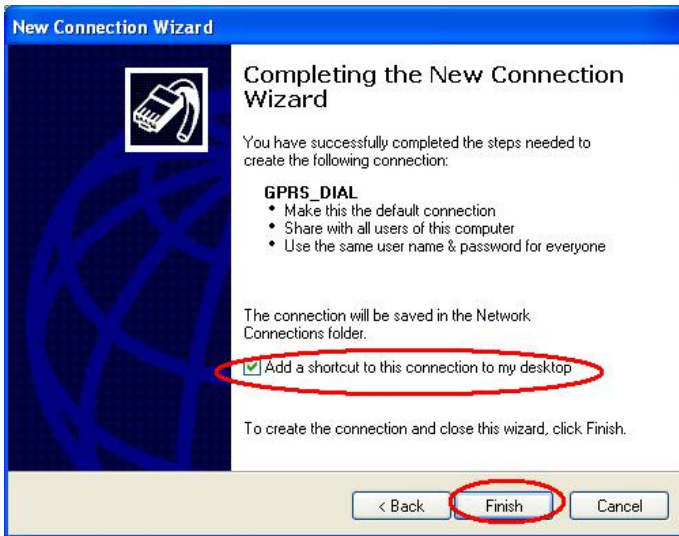 New Connection Wizard
Completing the New Connection
Wizard
You have successfully completed the steps needed to
create the following connection:
GPRS_DIAL
• Make this the default connection
• Share with all users of this computer
• Use the same user name & password for everyone
The connection will be saved in the Network
Connections folder.
Add a shortcut to this connection to my desktop
To create the connection and close this wizard, click Finish.
< Back Finish Cancel